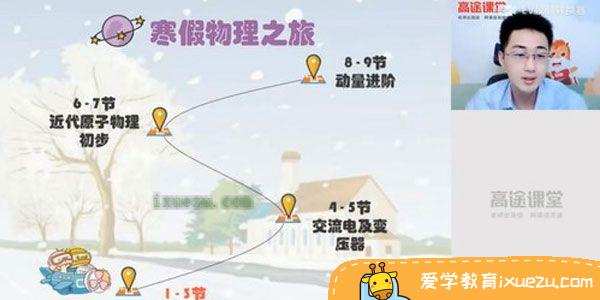 寒假物理之旅
8-9节
动量进阶
6-7节
近代原子物理
初步
4-5节
交流电及变
压器
1-3节
ixuezu.com
高途课堂
高途课堂
爱学教育ixuezu.com